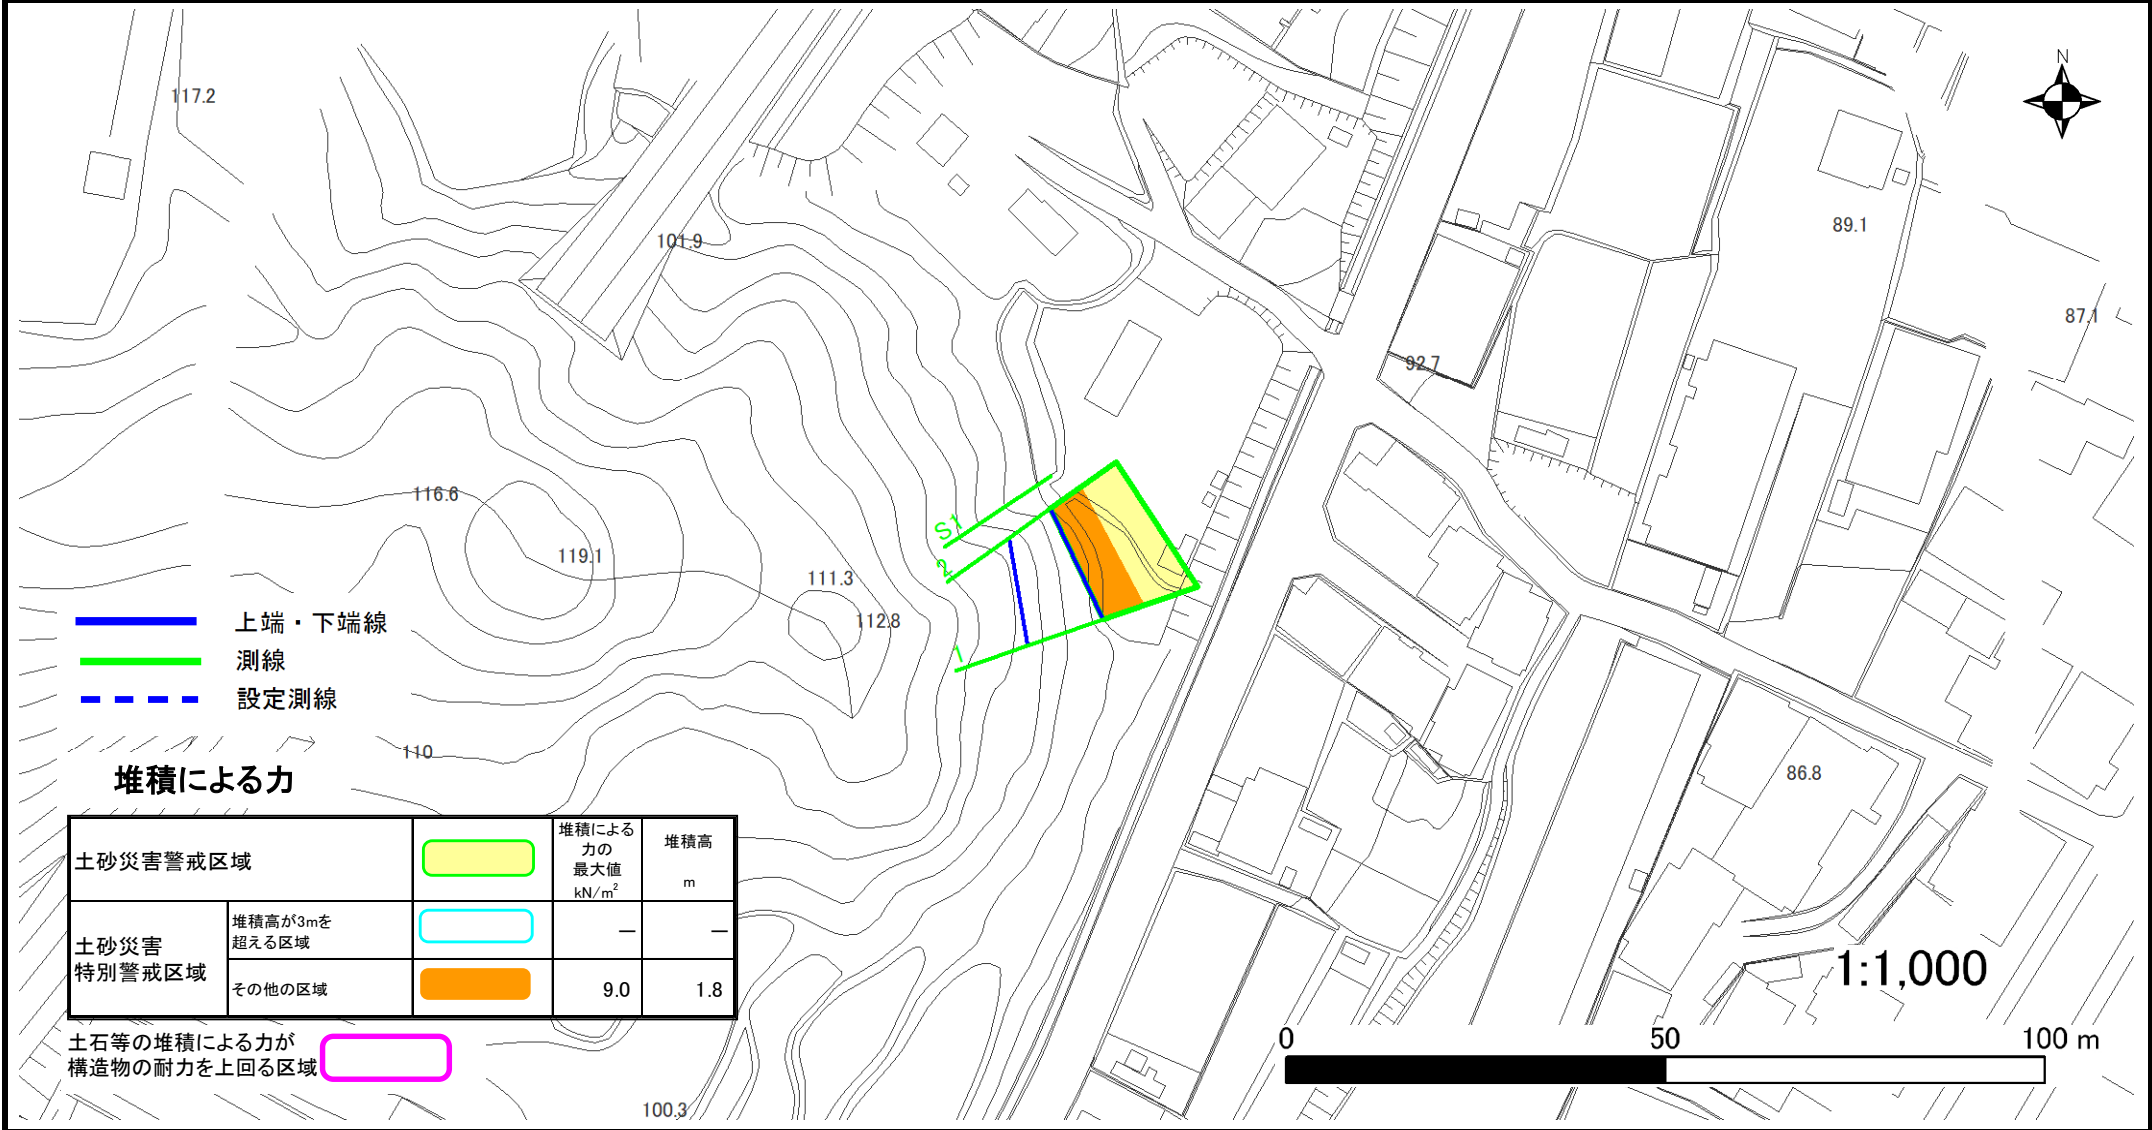 N
117.2
101.9
89.1
87.1
92.7
116.6
S1
119.1
2
111.3
112.8
1
上端・下端線
測線
設定測線
110
86.8
堆積による力
土砂災害警戒区域
堆積による
力の
最大値
kN/m²
堆積高
m
土砂災害
特別警戒区域
堆積高が3mを
超える区域
－
－
その他の区域
9.0
1.8
土石等の堆積による力が
構造物の耐力を上回る区域
100.3
1:1,000
0 50 100 m